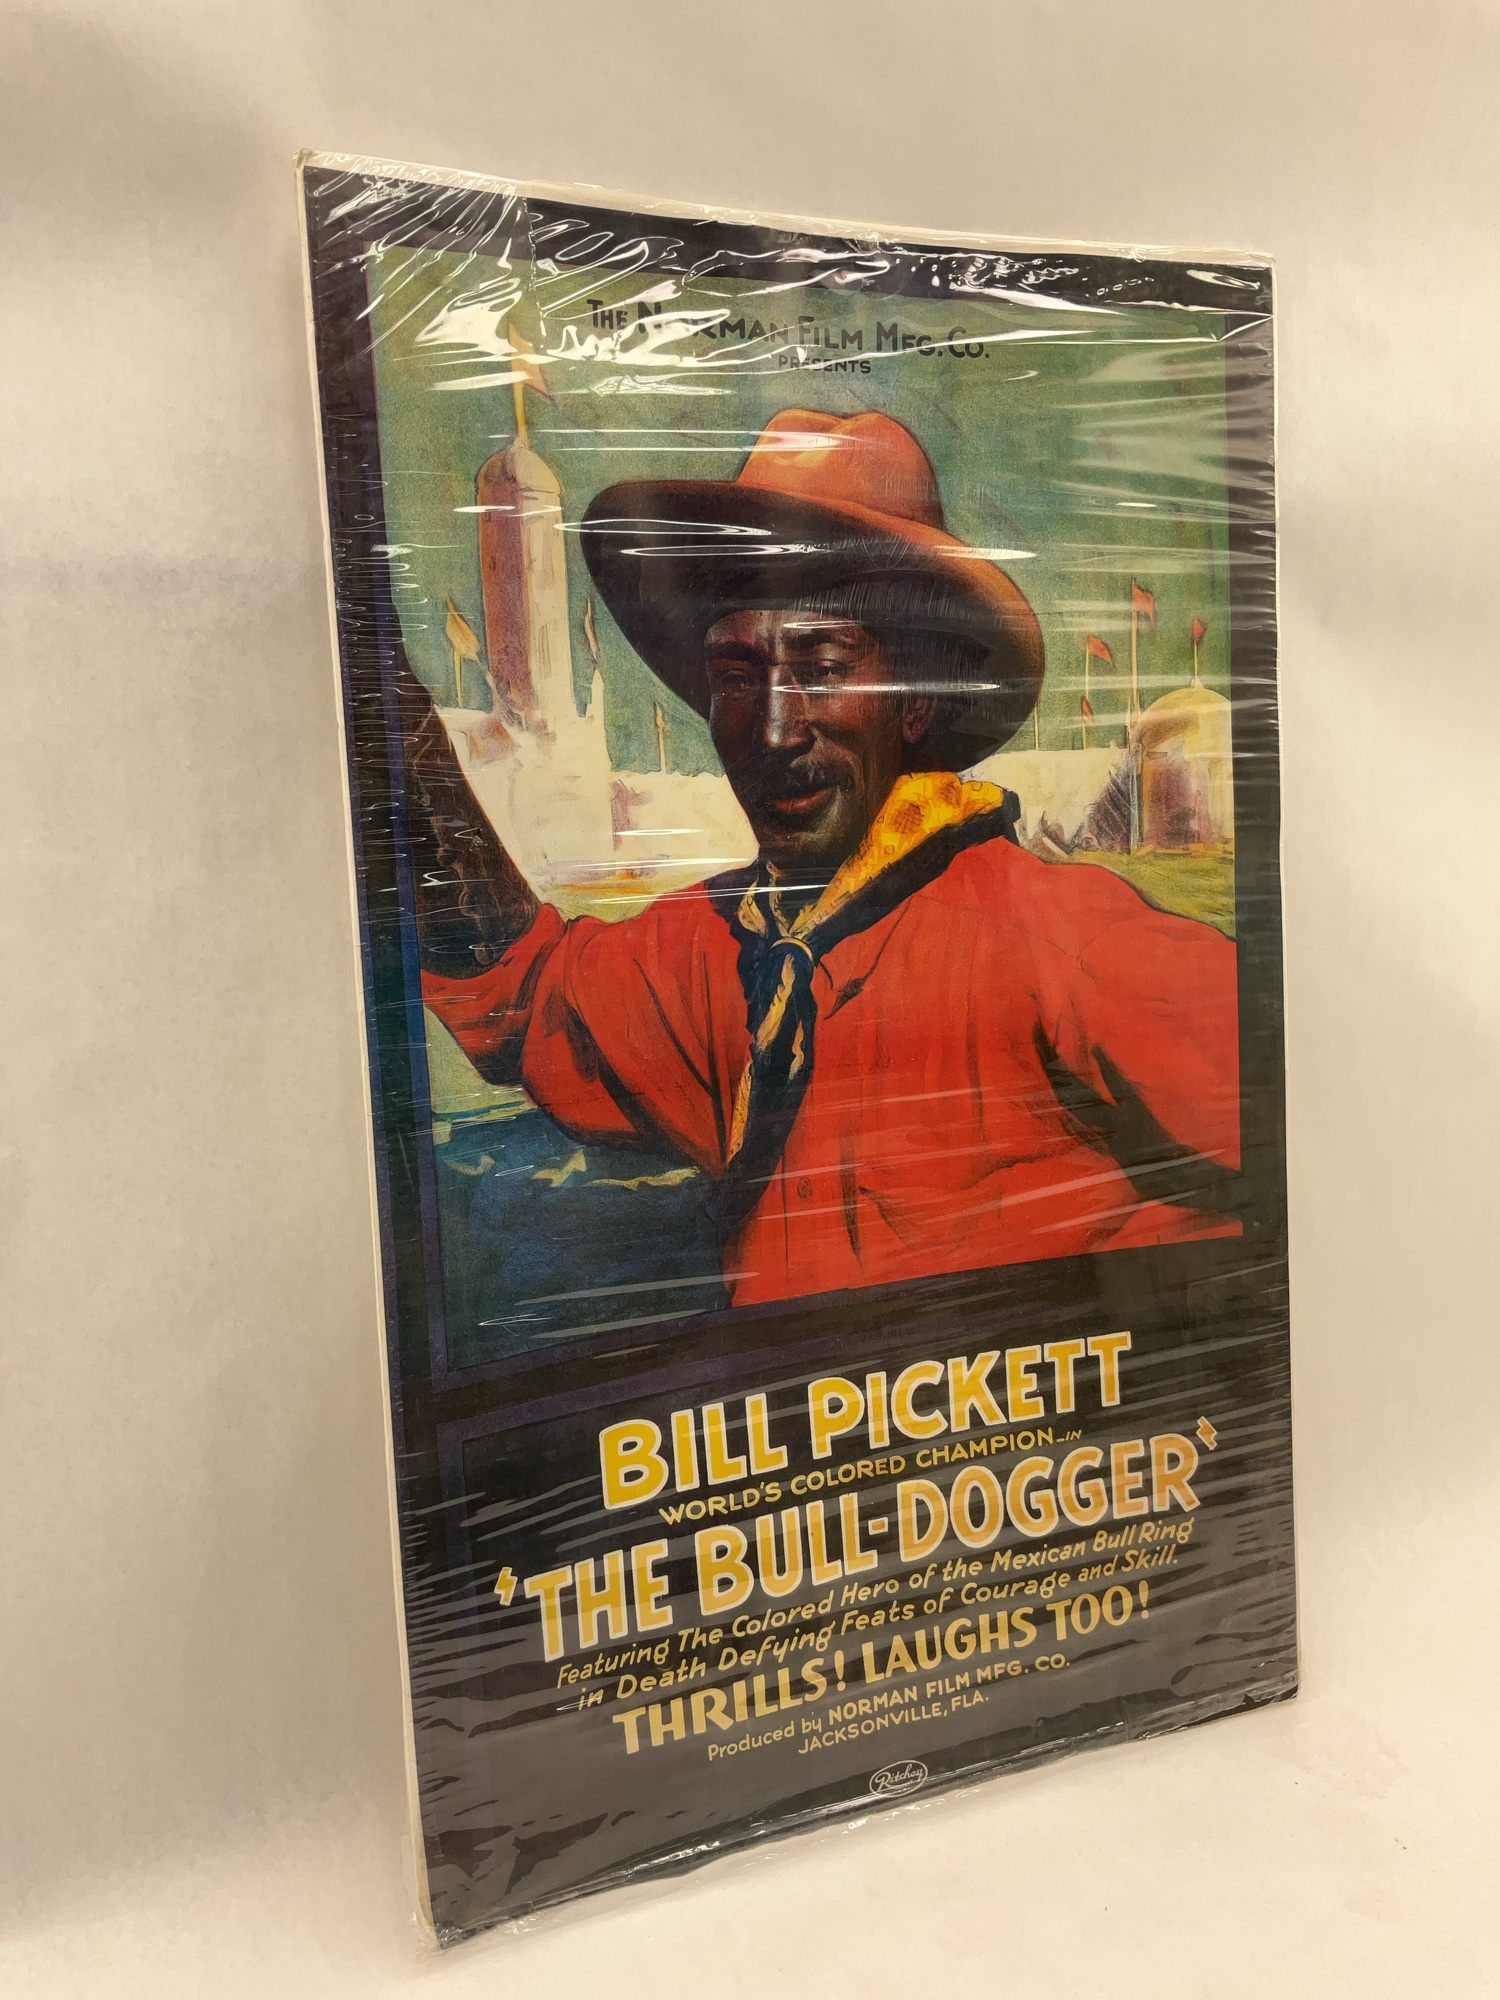 THE NORMAN FILM MFG. CO.
PRESENTS
BILL PICKETT
WORLD'S COLORED CHAMPION - IN
'THE BULL-DOGGER'
Featuring The Colored Hero of the Mexican Bull Ring
in Death Defying Feats of Courage and Skill.
THRILLS! LAUGHS TOO!
Produced by NORMAN FILM MFG. CO.
JACKSONVILLE, FLA.
Ritchey